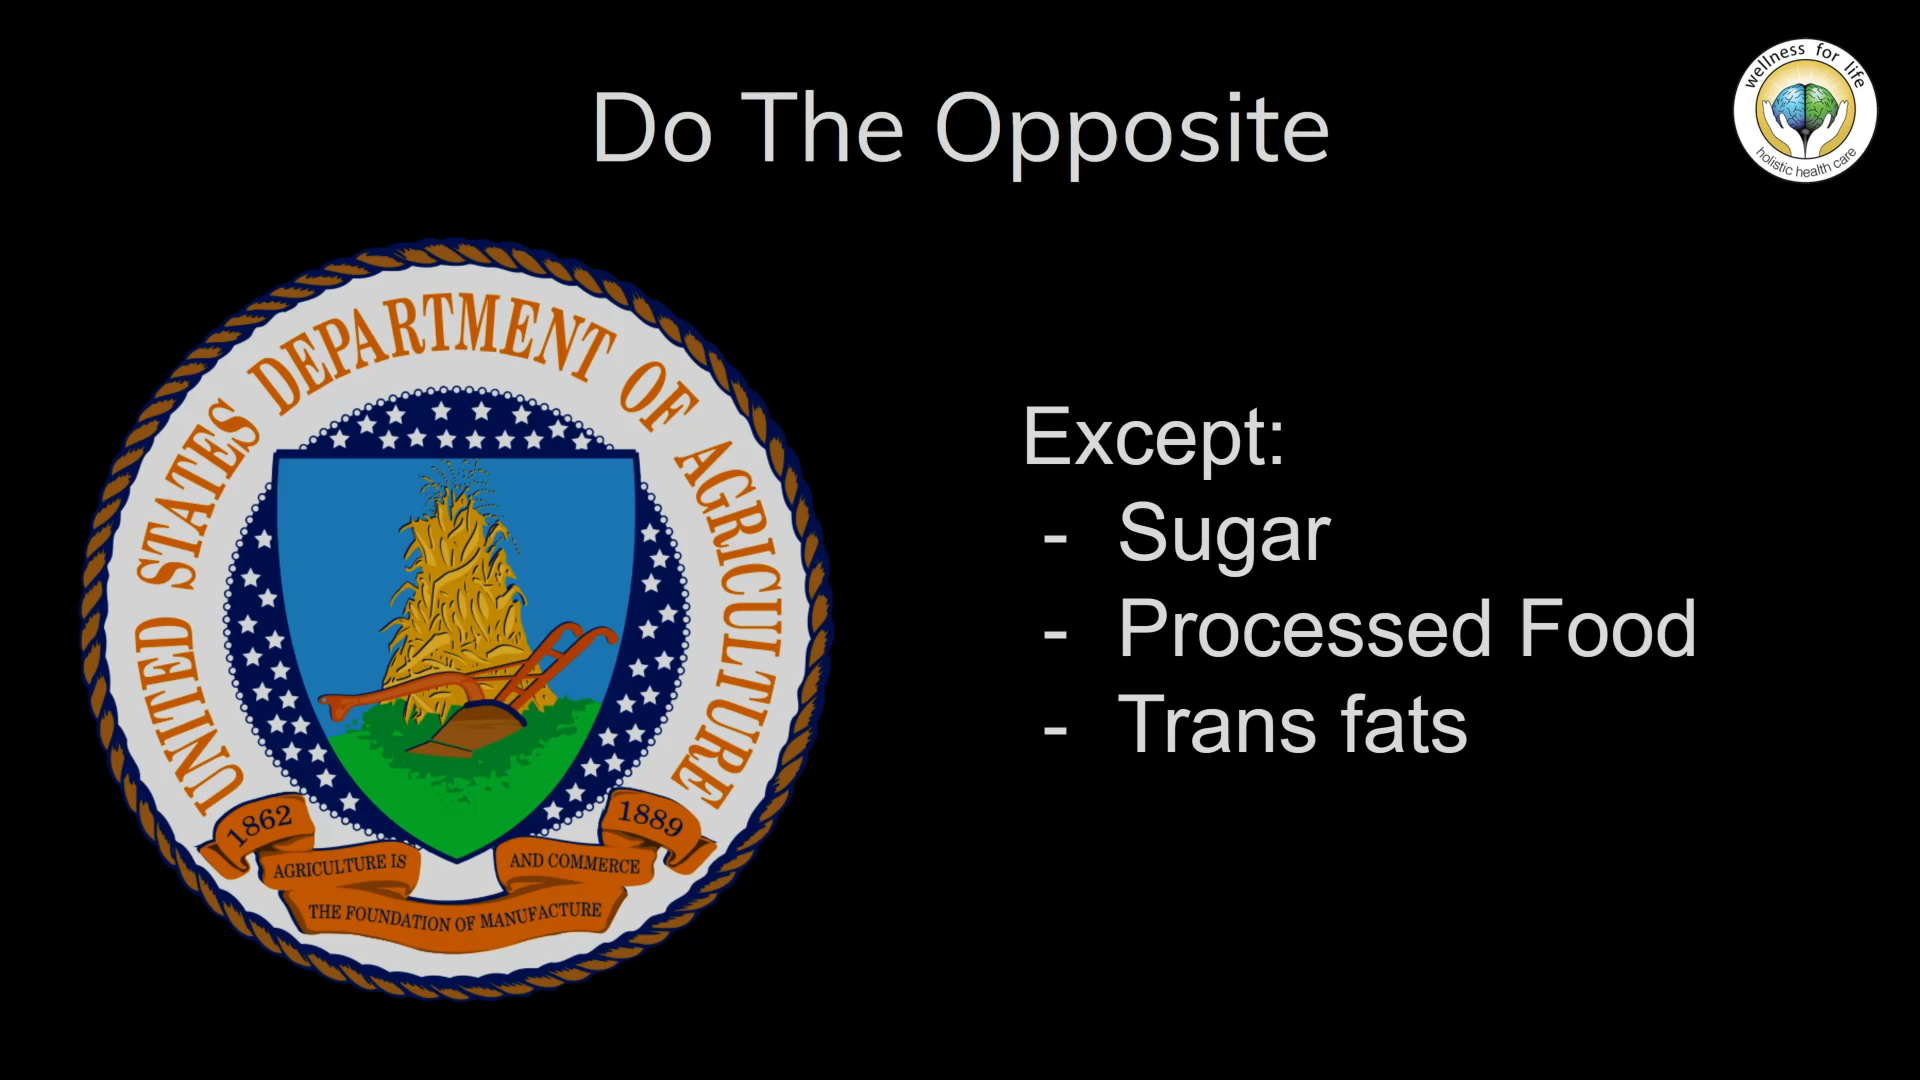 Do The Opposite
wellness for life
holistic health care
UNITED STATES DEPARTMENT OF AGRICULTURE
1862
1889
AGRICULTURE IS
AND COMMERCE
THE FOUNDATION OF MANUFACTURE
Except:
- Sugar
- Processed Food
- Trans fats